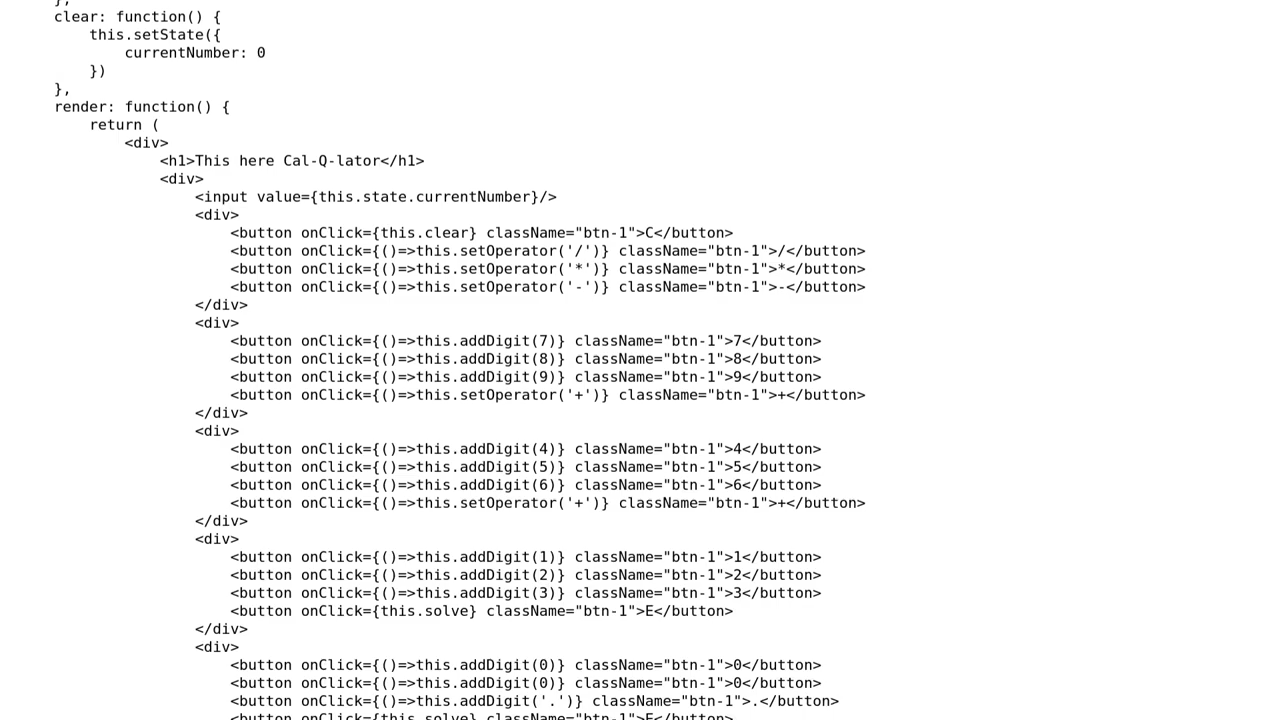 },
clear: function() {
this.setState({
currentNumber: 0
})
},
render: function() {
return (
<div>
<h1>This here Cal-Q-lator</h1>
<div>
<input value={this.state.currentNumber}/>
<div>
<button onClick={this.clear} className="btn-1">C</button>
<button onClick={()=>this.setOperator('/')} className="btn-1">/</button>
<button onClick={()=>this.setOperator('*')} className="btn-1">*</button>
<button onClick={()=>this.setOperator('-')} className="btn-1">-</button>
</div>
<div>
<button onClick={()=>this.addDigit(7)} className="btn-1">7</button>
<button onClick={()=>this.addDigit(8)} className="btn-1">8</button>
<button onClick={()=>this.addDigit(9)} className="btn-1">9</button>
<button onClick={()=>this.setOperator('+')} className="btn-1">+</button>
</div>
<div>
<button onClick={()=>this.addDigit(4)} className="btn-1">4</button>
<button onClick={()=>this.addDigit(5)} className="btn-1">5</button>
<button onClick={()=>this.addDigit(6)} className="btn-1">6</button>
<button onClick={()=>this.setOperator('+')} className="btn-1">+</button>
</div>
<div>
<button onClick={()=>this.addDigit(1)} className="btn-1">1</button>
<button onClick={()=>this.addDigit(2)} className="btn-1">2</button>
<button onClick={()=>this.addDigit(3)} className="btn-1">3</button>
<button onClick={this.solve} className="btn-1">E</button>
</div>
<div>
<button onClick={()=>this.addDigit(0)} className="btn-1">0</button>
<button onClick={()=>this.addDigit(0)} className="btn-1">0</button>
<button onClick={()=>this.addDigit('.')} className="btn-1">.</button>
<button onClick={this.solve} className="btn-1">E</button>